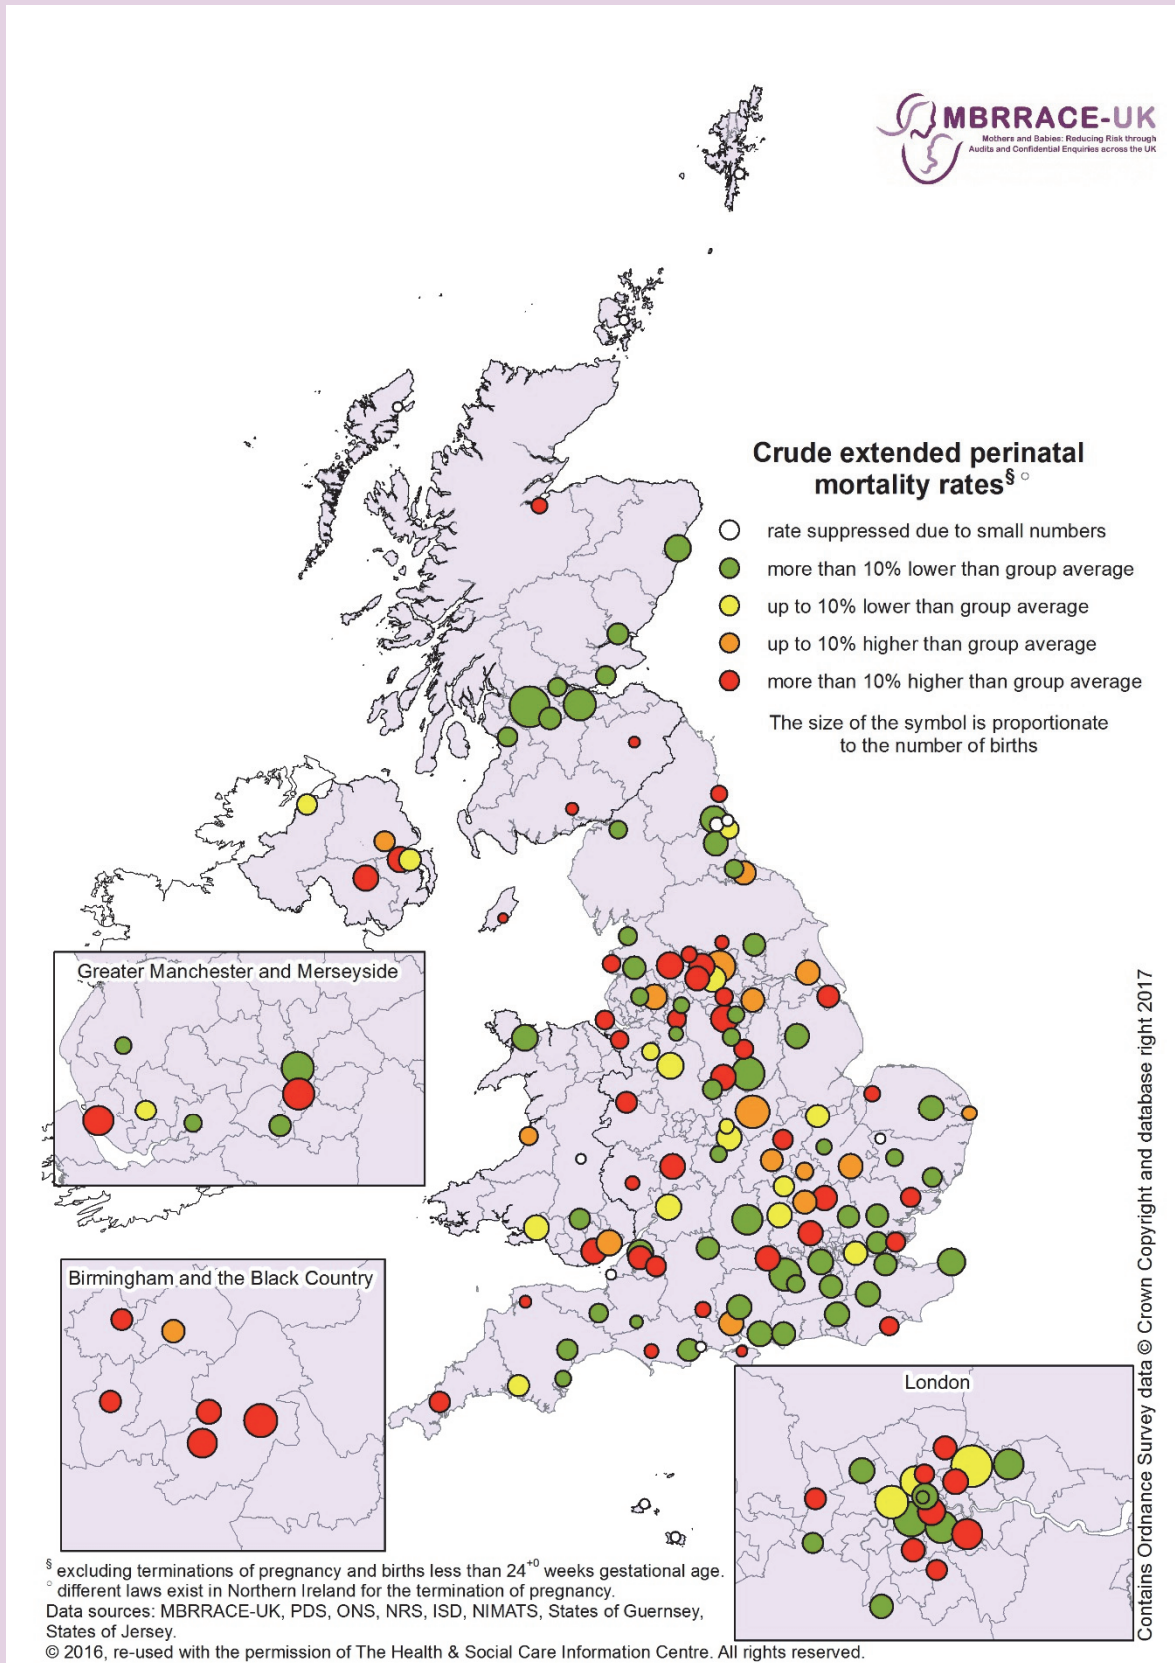 MBRRACE-UK
Mothers and Babies: Reducing Risk through
Audits and Confidential Enquiries across the UK
Crude extended perinatal
mortality rates§ ○
rate suppressed due to small numbers
more than 10% lower than group average
up to 10% lower than group average
up to 10% higher than group average
more than 10% higher than group average
The size of the symbol is proportionate
to the number of births
Greater Manchester and Merseyside
Birmingham and the Black Country
London
§ excluding terminations of pregnancy and births less than 24+0 weeks gestational age.
○ different laws exist in Northern Ireland for the termination of pregnancy.
Data sources: MBRRACE-UK, PDS, ONS, NRS, ISD, NIMATS, States of Guernsey,
States of Jersey.
© 2016, re-used with the permission of The Health & Social Care Information Centre. All rights reserved.
Contains Ordnance Survey data © Crown Copyright and database right 2017